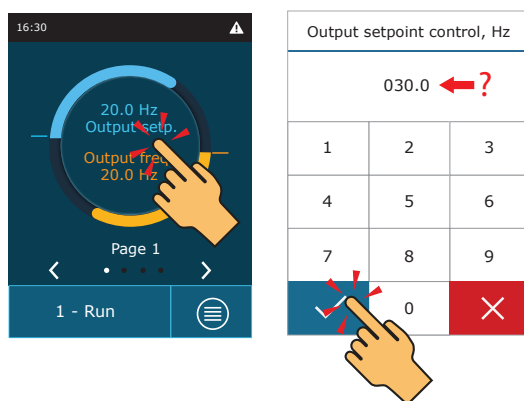 16:30
20.0 Hz
Output setp.
Output freq.
20.0 Hz
Page 1
1 - Run
Output setpoint control, Hz
030.0 ?
1 2 3
4 5 6
7 8 9
0